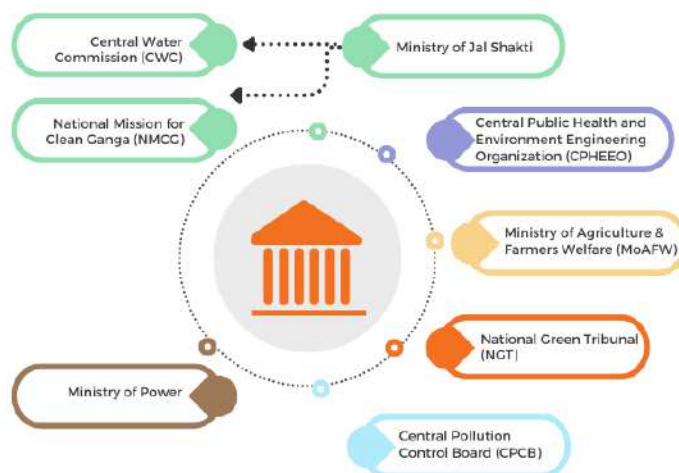 Central Water
Commission (CWC)
Ministry of Jal Shakti
National Mission for
Clean Ganga (NMCG)
Central Public Health and
Environment Engineering
Organization (CPHEEO)
Ministry of Agriculture &
Farmers Welfare (MoAFW)
National Green Tribunal
(NGT)
Ministry of Power
Central Pollution
Control Board (CPCB)